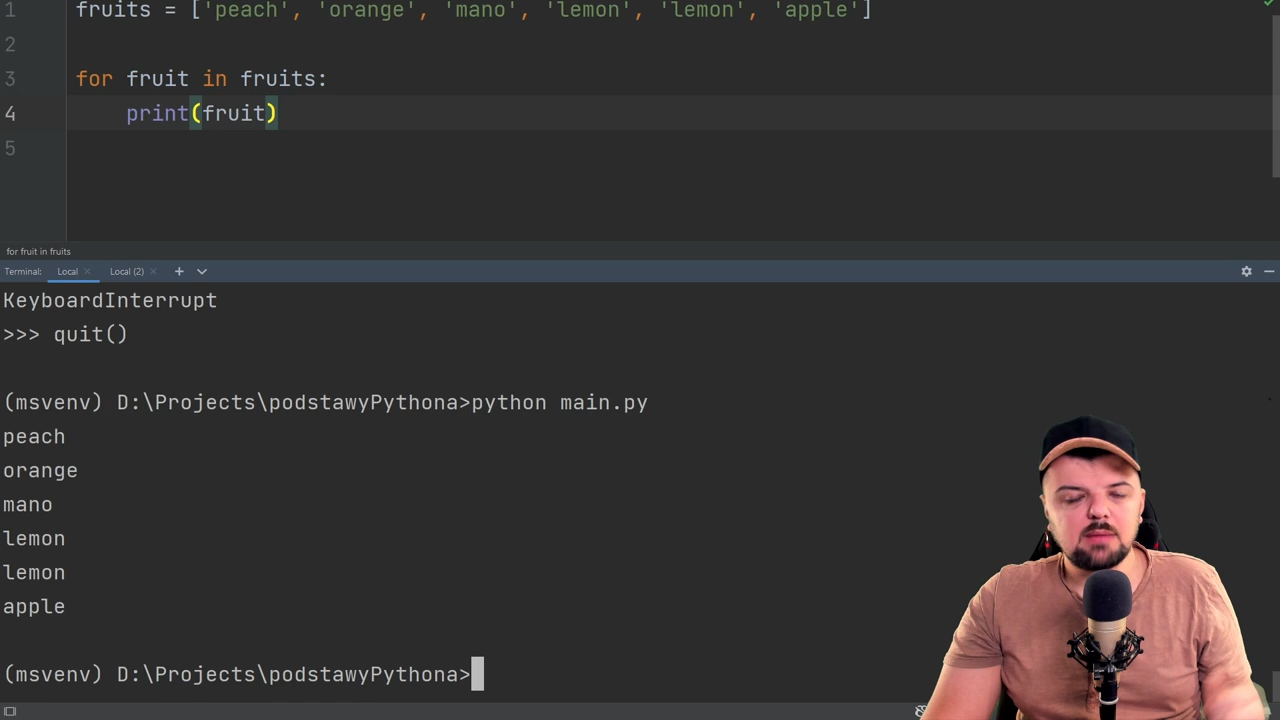 1 fruits = ['peach', 'orange', 'mano', 'lemon', 'lemon', 'apple']
2
3 for fruit in fruits:
4     print(fruit)
5
for fruit in fruits
Terminal: Local × Local (2) × +
KeyboardInterrupt
>>> quit()
(msvenv) D:\Projects\podstawyPythona>python main.py
peach
orange
mano
lemon
lemon
apple
(msvenv) D:\Projects\podstawyPythona>